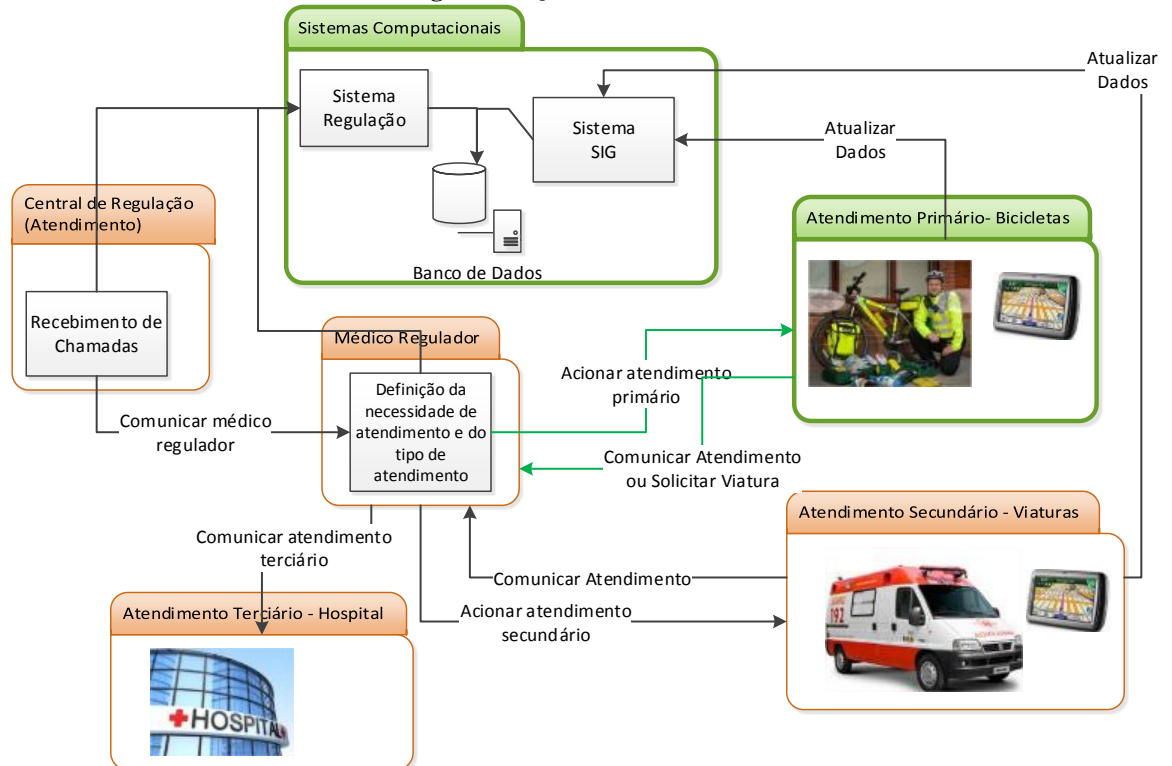 Sistemas Computacionais
Atualizar
Dados
Sistema
Regulação
Sistema
SIG
Atualizar
Dados
Central de Regulação
(Atendimento)
Atendimento Primário- Bicicletas
Banco de Dados
Recebimento de
Chamadas
Médico Regulador
Acionar atendimento
primário
Definição da
necessidade de
atendimento e do
tipo de
atendimento
Comunicar médico
regulador
Comunicar Atendimento
ou Solicitar Viatura
Atendimento Secundário - Viaturas
Comunicar atendimento
terciário
Comunicar Atendimento
Acionar atendimento
secundário
192
Atendimento Terciário - Hospital
HOSPITAL